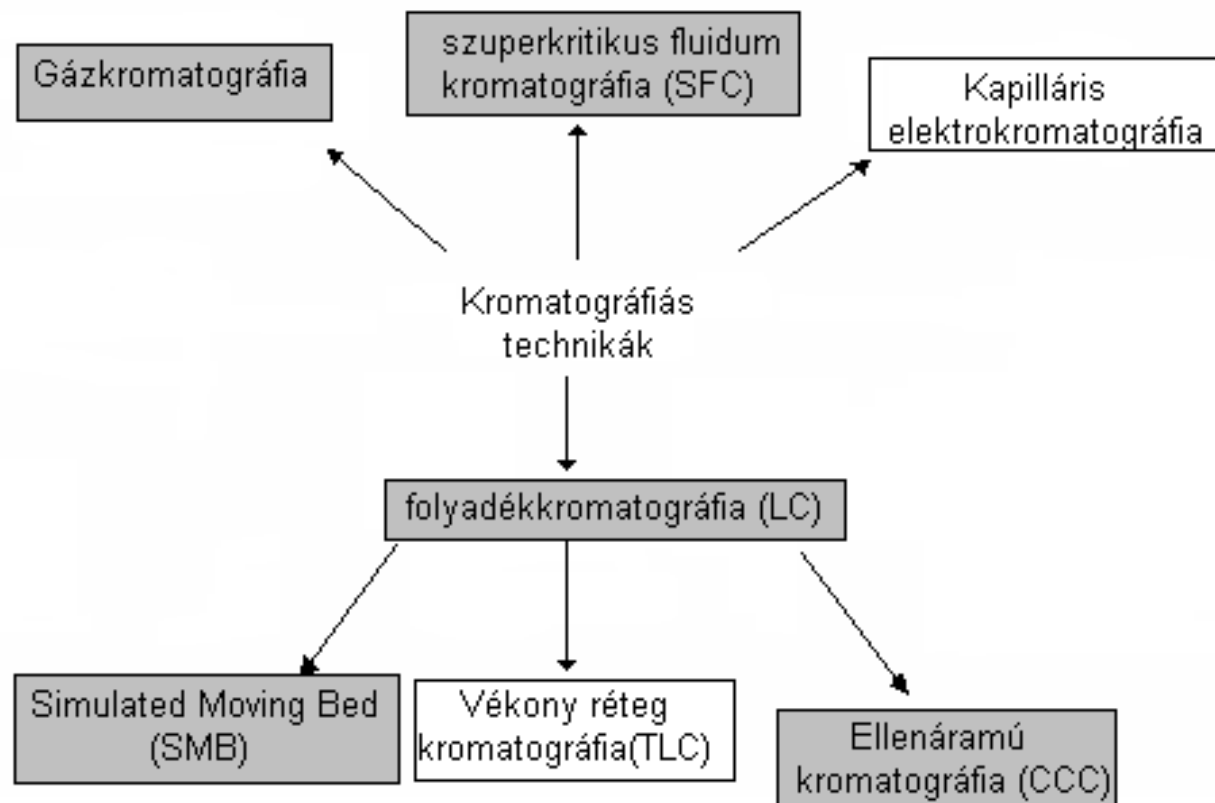 Gázkromatográfia
szuperkritikus fluidum
kromatográfia (SFC)
Kapilláris
elektrokromatográfia
Kromatográfiás
technikák
folyadékkromatográfia (LC)
Simulated Moving Bed
(SMB)
Vékony réteg
kromatográfia(TLC)
Ellenáramú
kromatográfia (CCC)